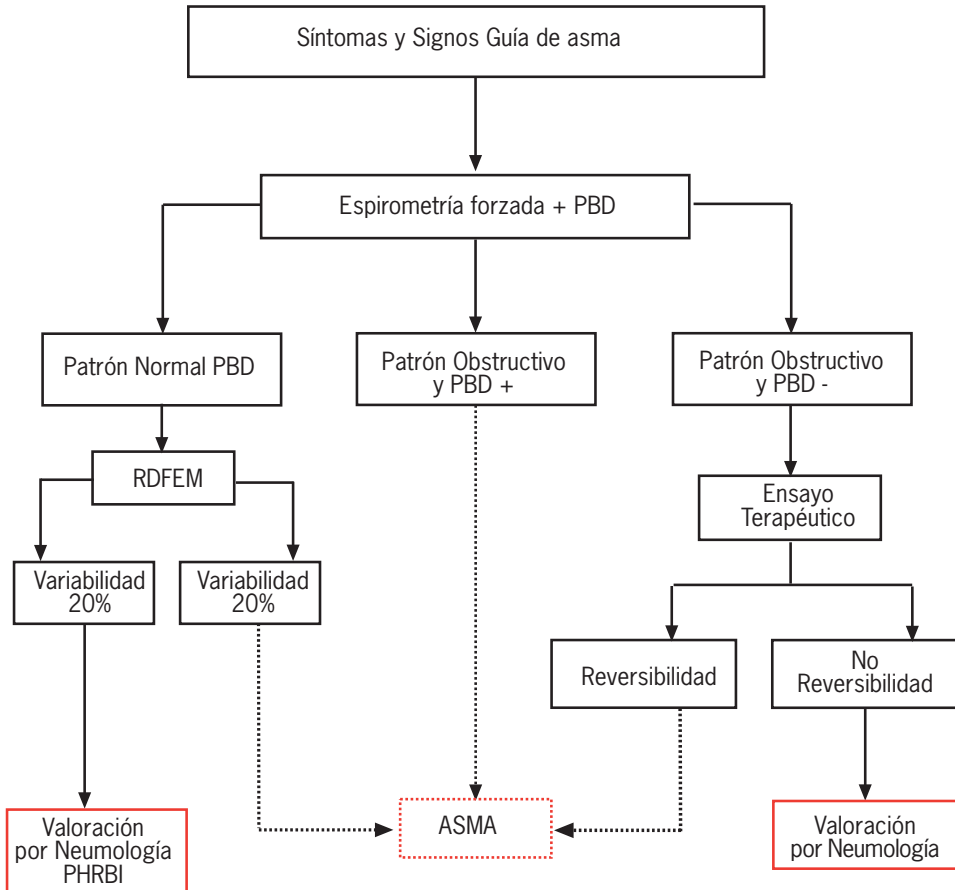 Síntomas y Signos Guía de asma
Espirometría forzada + PBD
Patrón Normal PBD
Patrón Obstructivo
y PBD +
Patrón Obstructivo
y PBD -
RDFEM
Ensayo
Terapéutico
Variabilidad
20%
Variabilidad
20%
Reversibilidad
No
Reversibilidad
Valoración
por Neumología
PHRBI
ASMA
Valoración
por Neumología